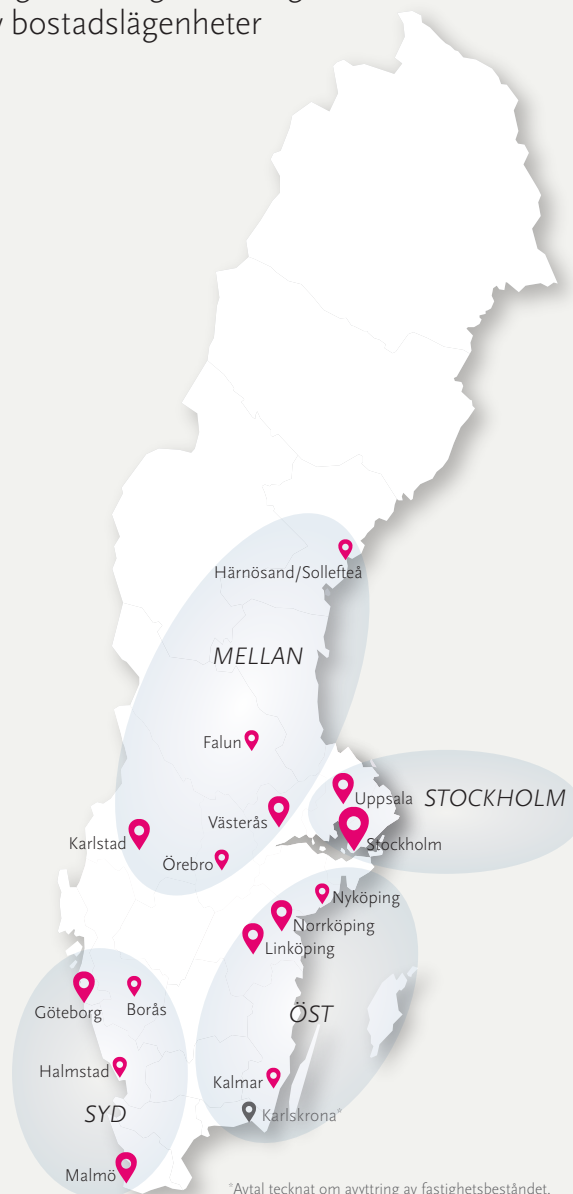 bostadslägenheter
Härnösand/Sollefteå
MELLAN
Falun
Uppsala
STOCKHOLM
Västerås
Karlstad
Stockholm
Örebro
Nyköping
Norrköping
Linköping
Göteborg
Borås
ÖST
Halmstad
Kalmar
SYD
Karlskrona*
Malmö
*Avtal tecknat om avyttring av fastighetsbeståndet.